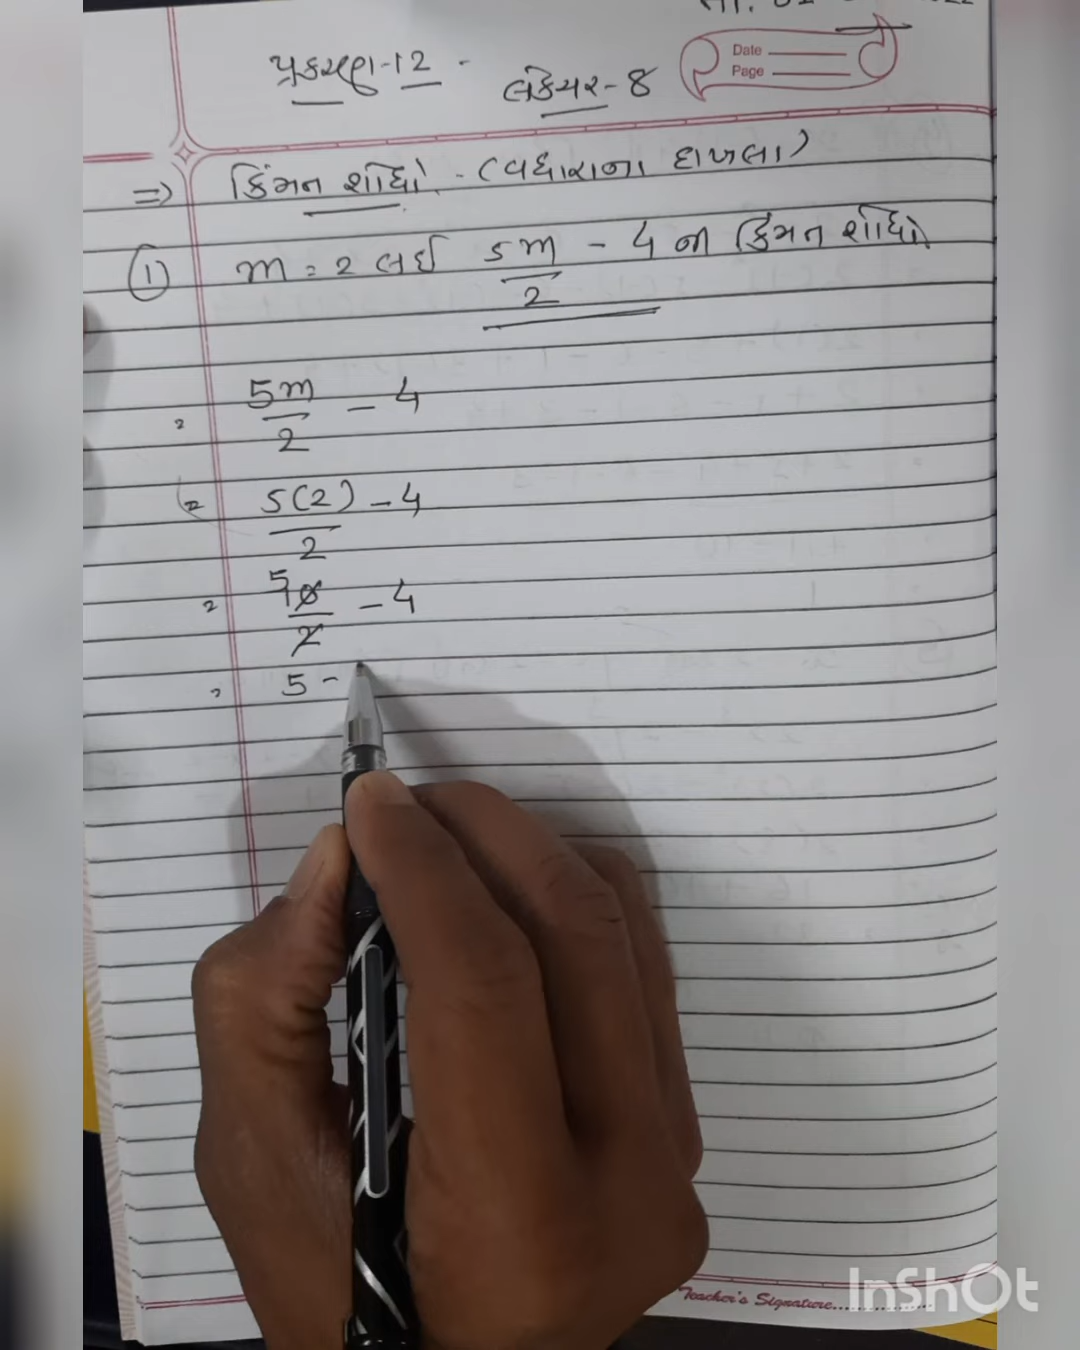 પ્રકરણ-12.
લેકચર-8
Date
Page
=> કિંમત શોધો. (વધારાના દાખલા)
① m = 2 લઈ 5m/2 - 4 ની કિંમત શોધો.
= 5m/2 - 4
= 5(2)/2 - 4
= 5 10/2 - 4
= 5 -
Teacher's Signature
InShOt